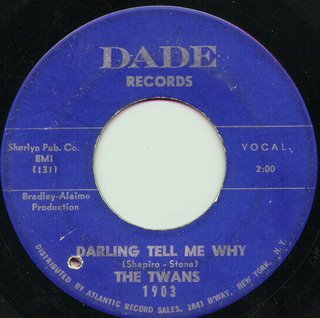 DADE
RECORDS
Sherlyn Pub. Co.
BMI
(131)
VOCAL
2:00
Bradley-Alaimo
Production
DARLING TELL ME WHY
(Shapiro - Stone)
THE TWANS
1903
DISTRIBUTED BY ATLANTIC RECORD SALES, 1841 B'WAY, NEW YORK, N.Y.